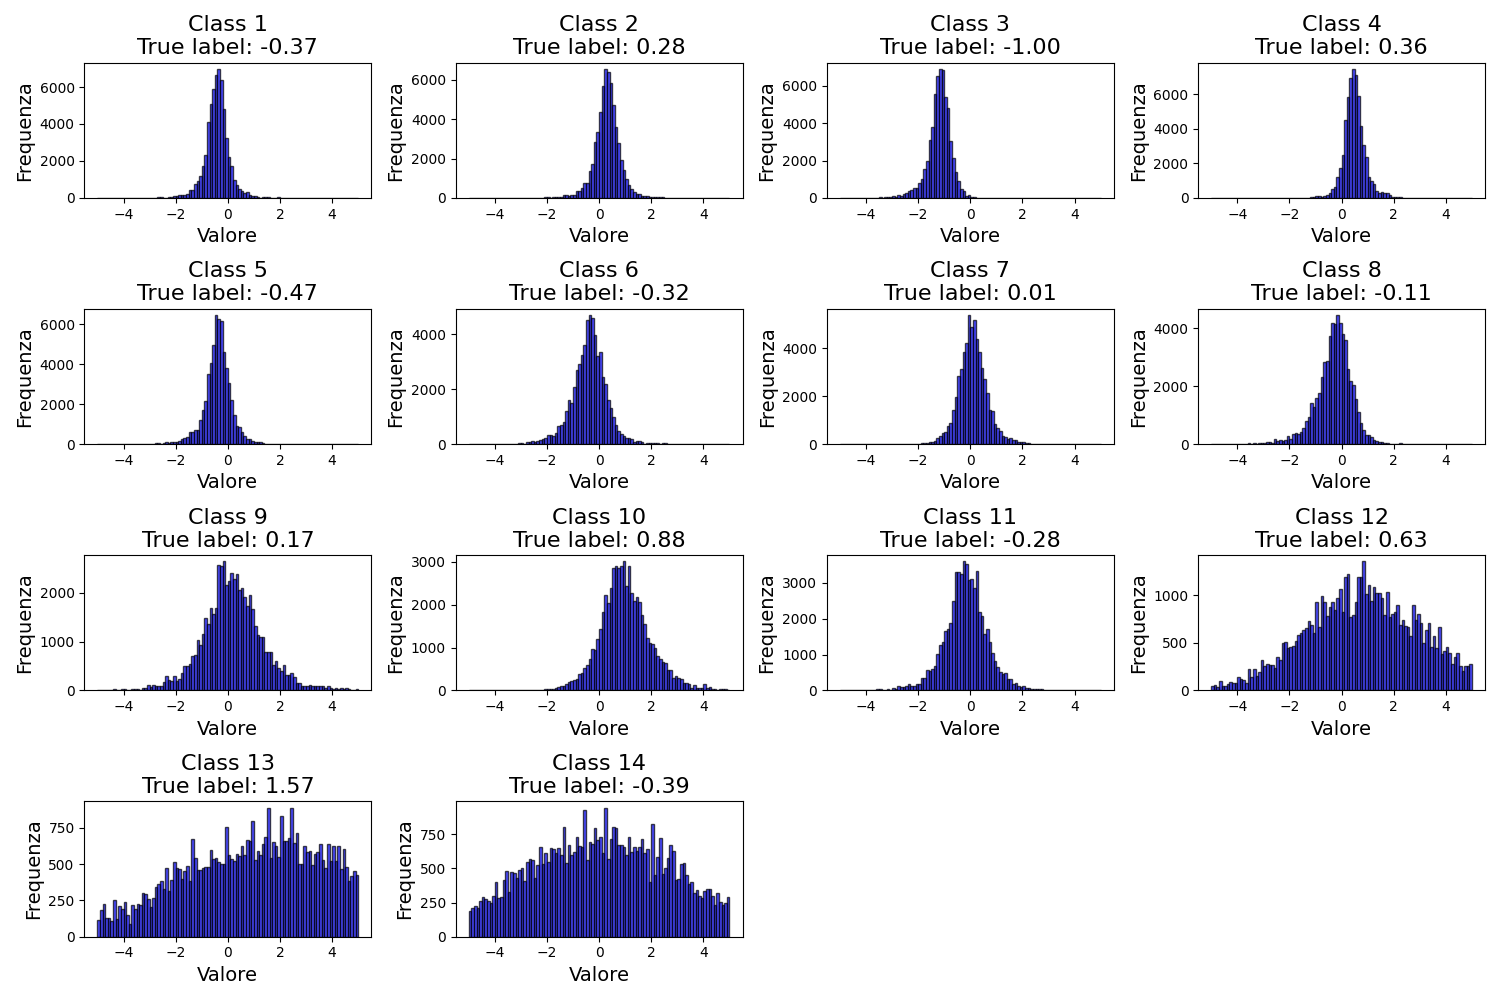 Class 1
True label: -0.37
Class 2
True label: 0.28
Class 3
True label: -1.00
Class 4
True label: 0.36
Frequenza
6000
4000
2000
0
−4 −2 0 2 4
Valore
Frequenza
6000
4000
2000
0
−4 −2 0 2 4
Valore
Frequenza
6000
4000
2000
0
−4 −2 0 2 4
Valore
Frequenza
6000
4000
2000
0
−4 −2 0 2 4
Valore
Class 5
True label: -0.47
Class 6
True label: -0.32
Class 7
True label: 0.01
Class 8
True label: -0.11
Frequenza
6000
4000
2000
0
−4 −2 0 2 4
Valore
Frequenza
4000
2000
0
−4 −2 0 2 4
Valore
Frequenza
4000
2000
0
−4 −2 0 2 4
Valore
Frequenza
4000
2000
0
−4 −2 0 2 4
Valore
Class 9
True label: 0.17
Class 10
True label: 0.88
Class 11
True label: -0.28
Class 12
True label: 0.63
Frequenza
2000
1000
0
−4 −2 0 2 4
Valore
Frequenza
3000
2000
1000
0
−4 −2 0 2 4
Valore
Frequenza
3000
2000
1000
0
−4 −2 0 2 4
Valore
Frequenza
1000
500
0
−4 −2 0 2 4
Valore
Class 13
True label: 1.57
Class 14
True label: -0.39
Frequenza
750
500
250
0
−4 −2 0 2 4
Valore
Frequenza
750
500
250
0
−4 −2 0 2 4
Valore